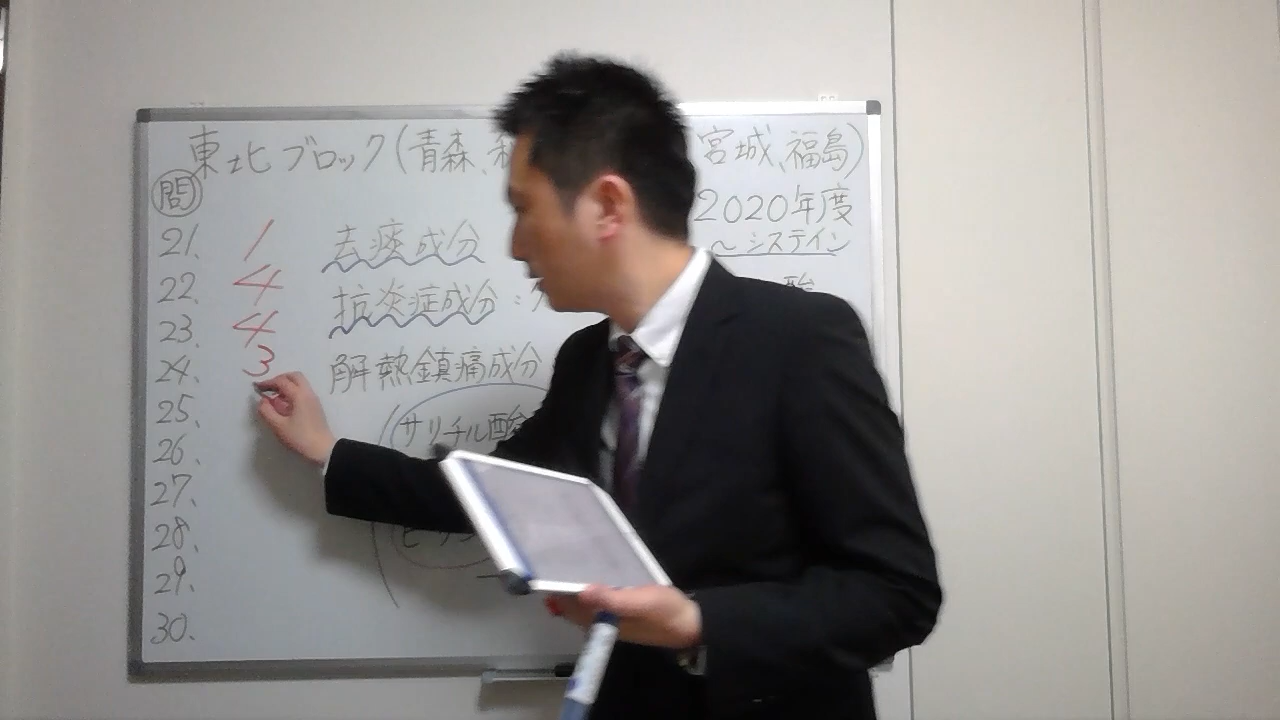 東北ブロック(青森、 宮城、福島)
問 2020年度
21. 1 去痰成分 ~システイン
22. 4 抗炎症成分:
23. 4
24. 3 解熱鎮痛成分
25. (サリチル酸
26.
27.
28.
29.
30.